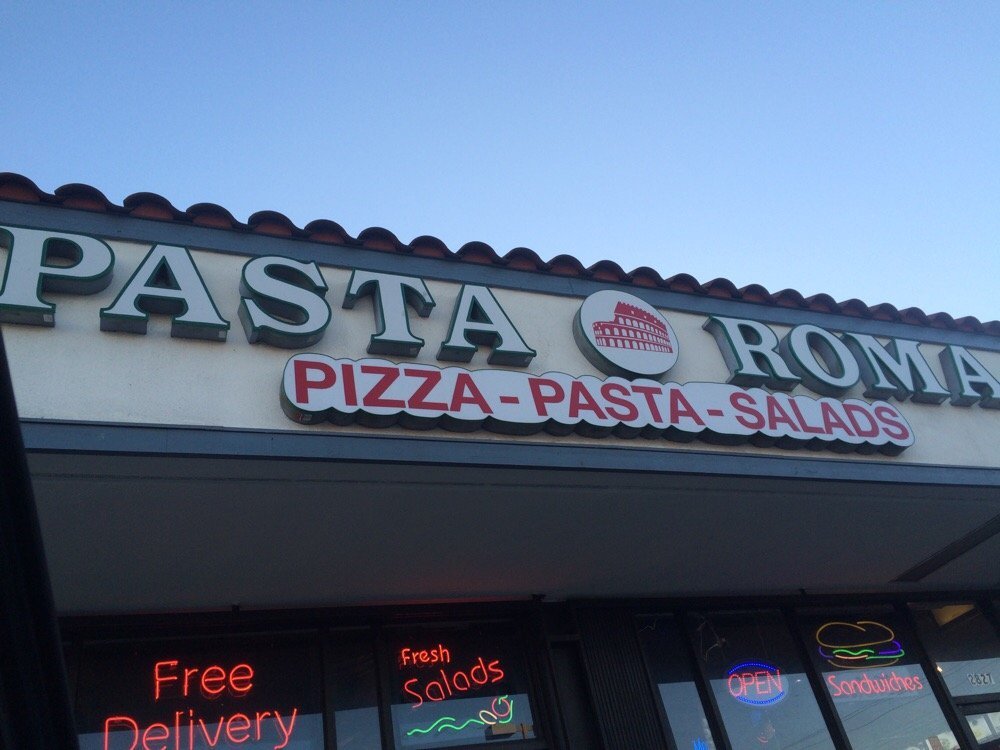 PASTA ROMA
PIZZA - PASTA - SALADS
Free
Delivery
Fresh
Salads
OPEN
Sandwiches